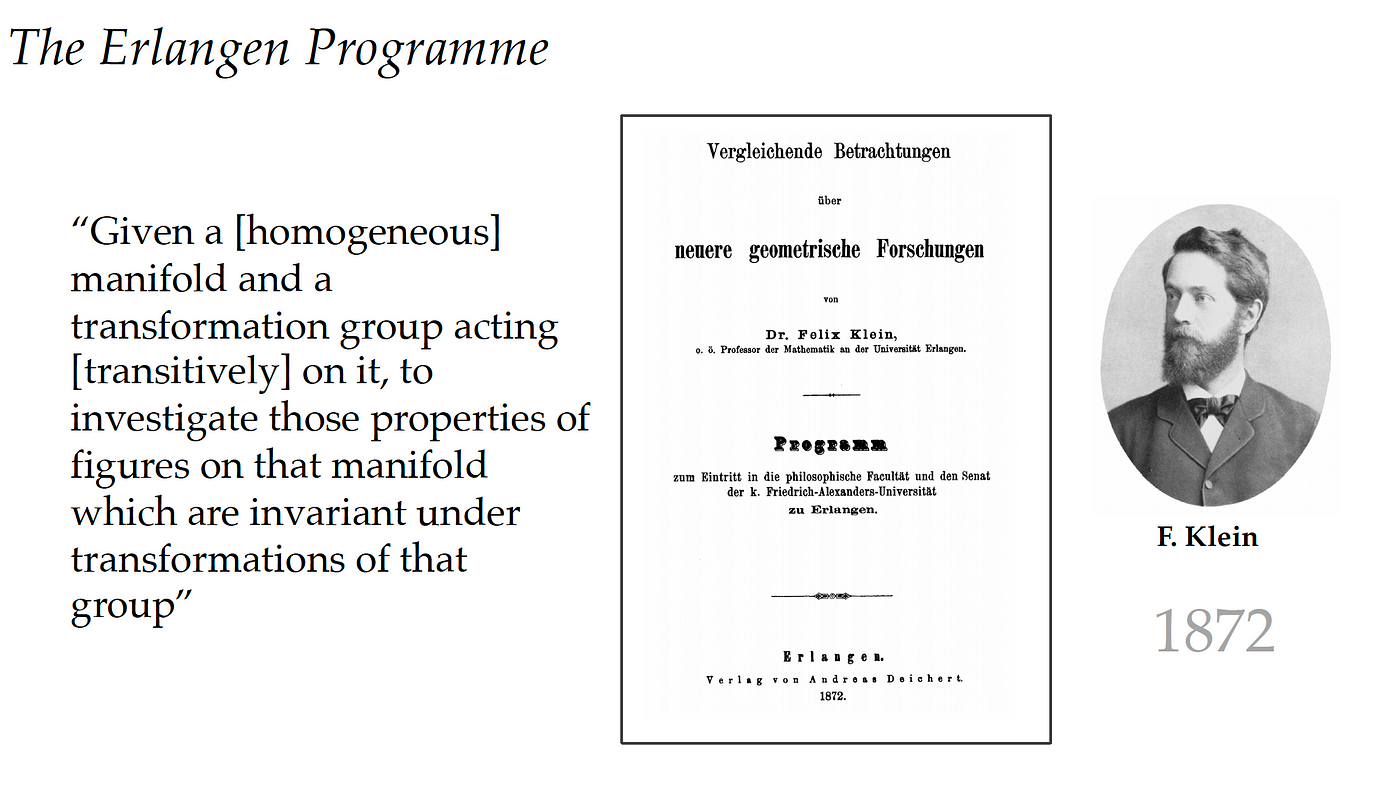 The Erlangen Programme
“Given a [homogeneous]
manifold and a
transformation group acting
[transitively] on it, to
investigate those properties of
figures on that manifold
which are invariant under
transformations of that
group”
Vergleichende Betrachtungen
über
neuere geometrische Forschungen
von
Dr. Felix Klein,
o. ö. Professor der Mathematik an der Universität Erlangen.
Programm
zum Eintritt in die philosophische Facultät und den Senat
der k. Friedrich-Alexanders-Universität
zu Erlangen.
Erlangen.
Verlag von Andreas Deichert.
1872.
F. Klein
1872